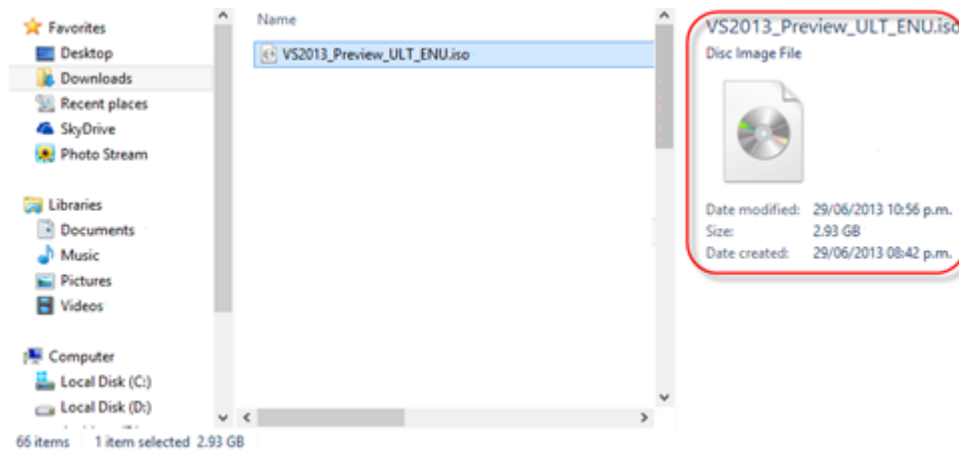 Favorites
Desktop
Downloads
Recent places
SkyDrive
Photo Stream
Libraries
Documents
Music
Pictures
Videos
Computer
Local Disk (C:)
Local Disk (D:)
Name
VS2013_Preview_ULT_ENU.iso
VS2013_Preview_ULT_ENU.iso
Disc Image File
Date modified: 29/06/2013 10:56 p.m.
Size: 2.93 GB
Date created: 29/06/2013 08:42 p.m.
66 items 1 item selected 2.93 GB